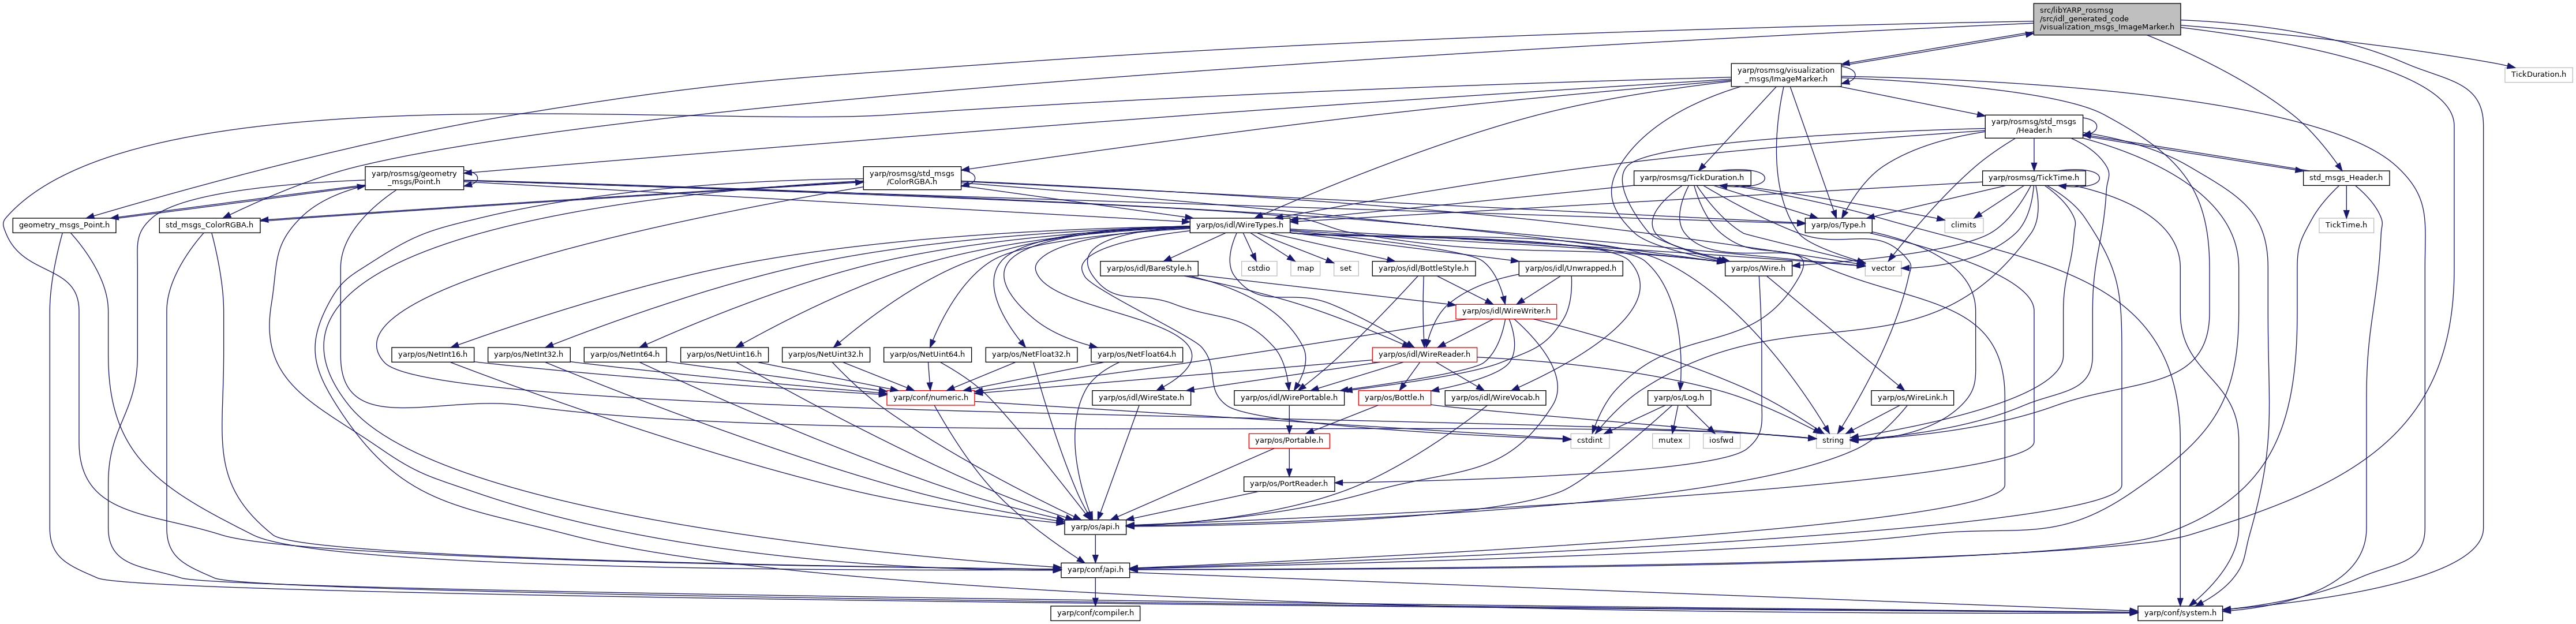 src/libYARP_rosmsg
/src/idl_generated_code
/visualization_msgs_ImageMarker.h
yarp/rosmsg/visualization
_msgs/ImageMarker.h
TickDuration.h
yarp/rosmsg/std_msgs
/Header.h
yarp/rosmsg/geometry
_msgs/Point.h
yarp/rosmsg/std_msgs
/ColorRGBA.h
yarp/rosmsg/TickDuration.h
yarp/rosmsg/TickTime.h
std_msgs_Header.h
geometry_msgs_Point.h
std_msgs_ColorRGBA.h
yarp/os/idl/WireTypes.h
yarp/os/Type.h
climits
TickTime.h
yarp/os/idl/BareStyle.h
cstdio
map
set
yarp/os/idl/BottleStyle.h
yarp/os/idl/Unwrapped.h
yarp/os/Wire.h
vector
yarp/os/idl/WireWriter.h
yarp/os/NetInt16.h
yarp/os/NetInt32.h
yarp/os/NetInt64.h
yarp/os/NetUint16.h
yarp/os/NetUint32.h
yarp/os/NetUint64.h
yarp/os/NetFloat32.h
yarp/os/NetFloat64.h
yarp/os/idl/WireReader.h
yarp/conf/numeric.h
yarp/os/idl/WireState.h
yarp/os/idl/WirePortable.h
yarp/os/Bottle.h
yarp/os/idl/WireVocab.h
yarp/os/Log.h
yarp/os/WireLink.h
yarp/os/Portable.h
cstdint
mutex
iosfwd
string
yarp/os/PortReader.h
yarp/os/api.h
yarp/conf/api.h
yarp/conf/compiler.h
yarp/conf/system.h